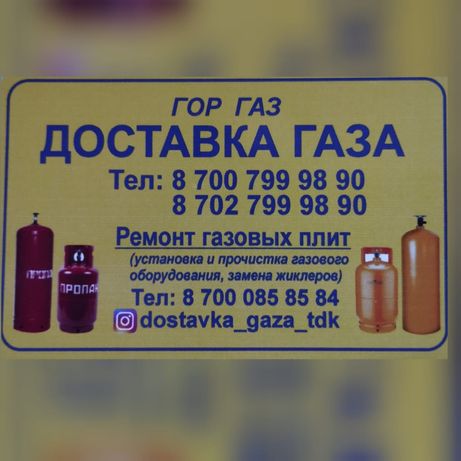 ГОР ГАЗ
ДОСТАВКА ГАЗА
Тел: 8 700 799 98 90
8 702 799 98 90
Ремонт газовых плит
(установка и прочистка газового
оборудования, замена жиклеров)
Тел: 8 700 085 85 84
dostavka_gaza_tdk
ПРОПАН